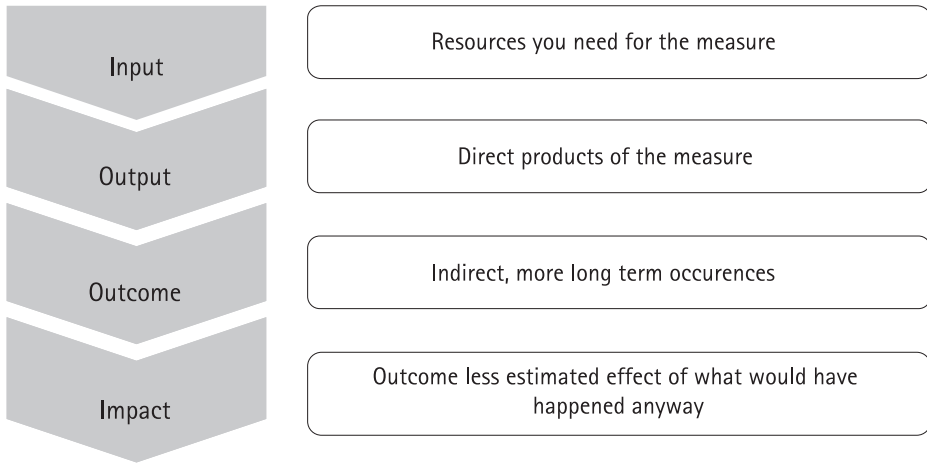 Input
Resources you need for the measure
Output
Direct products of the measure
Outcome
Indirect, more long term occurences
Impact
Outcome less estimated effect of what would have
happened anyway